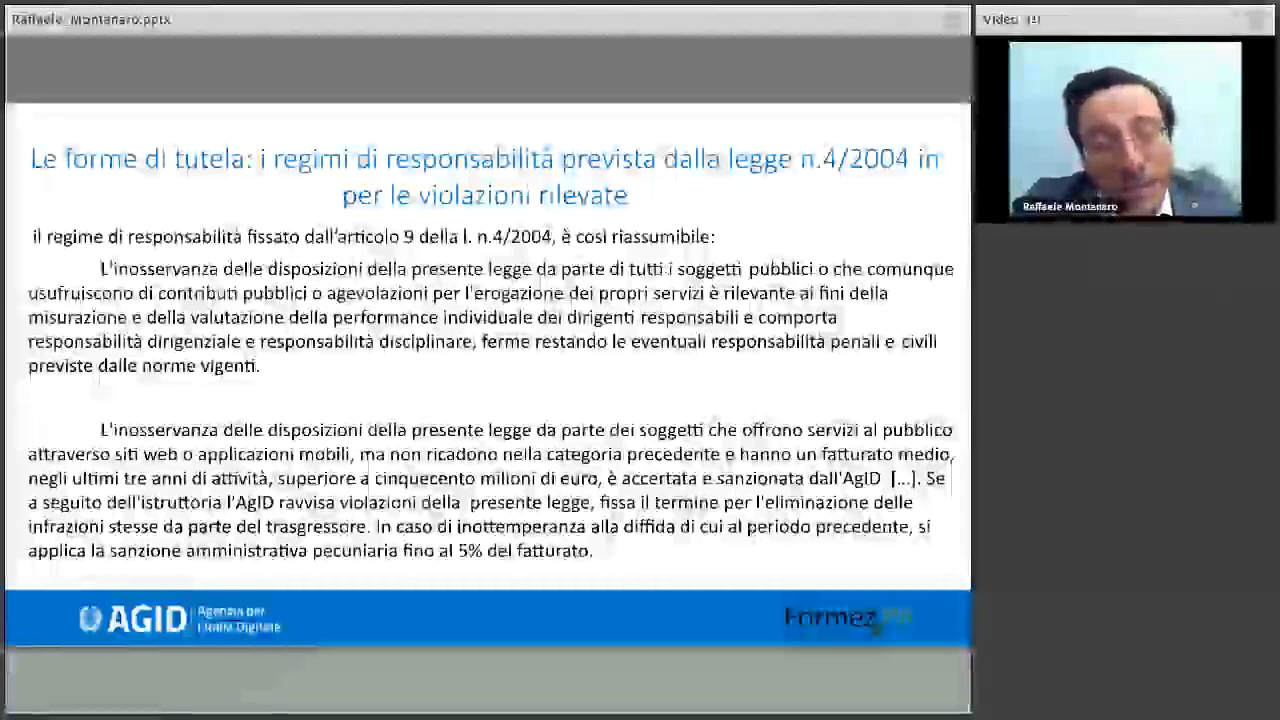 Raffaele_Montanaro.pptx
Video
Le forme di tutela: i regimi di responsabilità prevista dalla legge n.4/2004 in
per le violazioni rilevate
il regime di responsabilità fissato dall'articolo 9 della l. n.4/2004, è così riassumibile:
L'inosservanza delle disposizioni della presente legge da parte di tutti i soggetti pubblici o che comunque
usufruiscono di contributi pubblici o agevolazioni per l'erogazione dei propri servizi è rilevante ai fini della
misurazione e della valutazione della performance individuale dei dirigenti responsabili e comporta
responsabilità dirigenziale e responsabilità disciplinare, ferme restando le eventuali responsabilità penali e civili
previste dalle norme vigenti.
L'inosservanza delle disposizioni della presente legge da parte dei soggetti che offrono servizi al pubblico
attraverso siti web o applicazioni mobili, ma non ricadono nella categoria precedente e hanno un fatturato medio,
negli ultimi tre anni di attività, superiore a cinquecento milioni di euro, è accertata e sanzionata dall'AgID [...]. Se
a seguito dell'istruttoria l'AgID ravvisa violazioni della presente legge, fissa il termine per l'eliminazione delle
infrazioni stesse da parte del trasgressore. In caso di inottemperanza alla diffida di cui al periodo precedente, si
applica la sanzione amministrativa pecuniaria fino al 5% del fatturato.
AGID
Agenzia per
l'Italia Digitale
Formez PA
Raffaele Montanaro